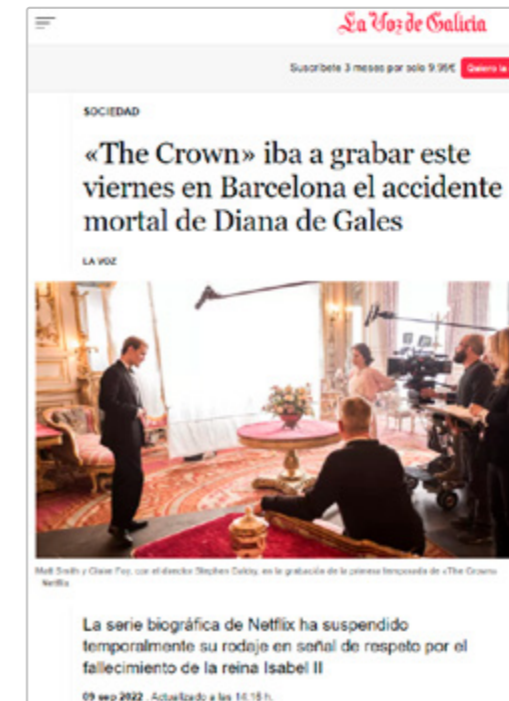 La Voz de Galicia
Suscríbete 3 meses por solo 9.95€ Quiero la
SOCIEDAD
«The Crown» iba a grabar este
viernes en Barcelona el accidente
mortal de Diana de Gales
LA VOZ
Matt Smith y Claire Foy, con el director Stephen Daldry, en la grabación de la primera temporada de «The Crown»
Netflix
La serie biográfica de Netflix ha suspendido
temporalmente su rodaje en señal de respeto por el
fallecimiento de la reina Isabel II
09 sep 2022 . Actualizado a las 14:15 h.